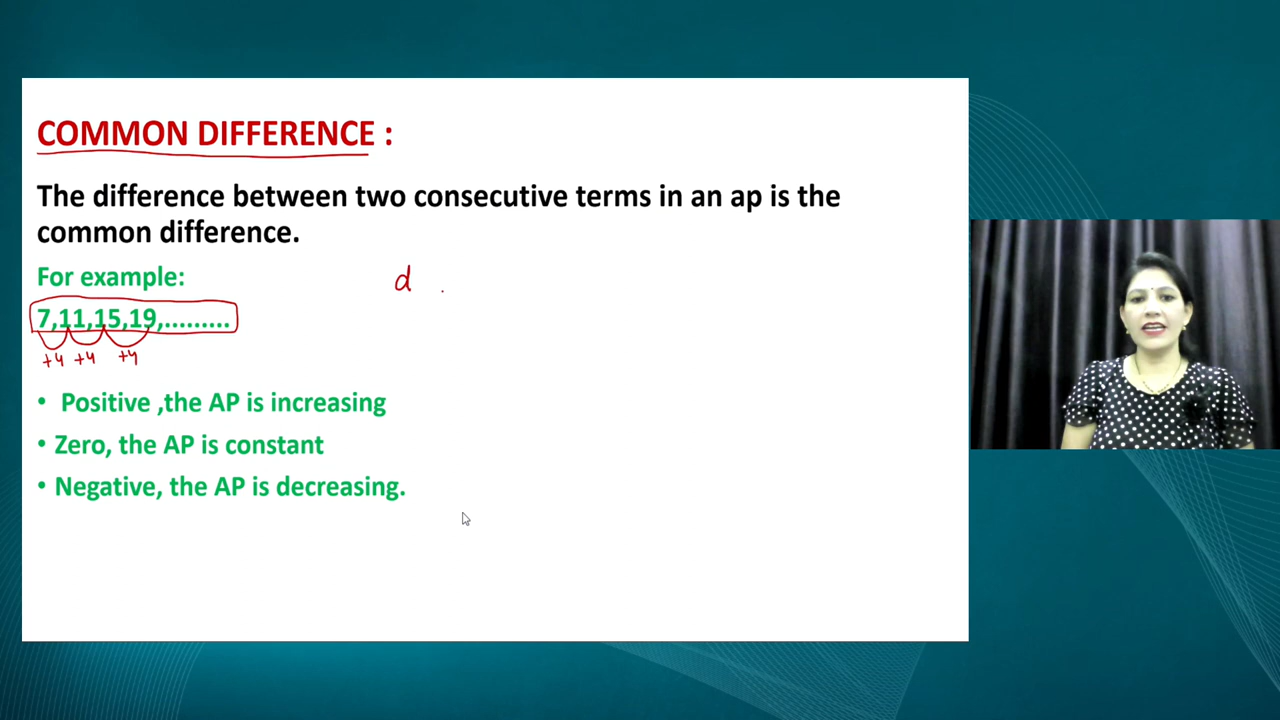 COMMON DIFFERENCE :
The difference between two consecutive terms in an ap is the
common difference.
For example:
d
7,11,15,19,.........
+4 +4 +4
• Positive ,the AP is increasing
• Zero, the AP is constant
• Negative, the AP is decreasing.